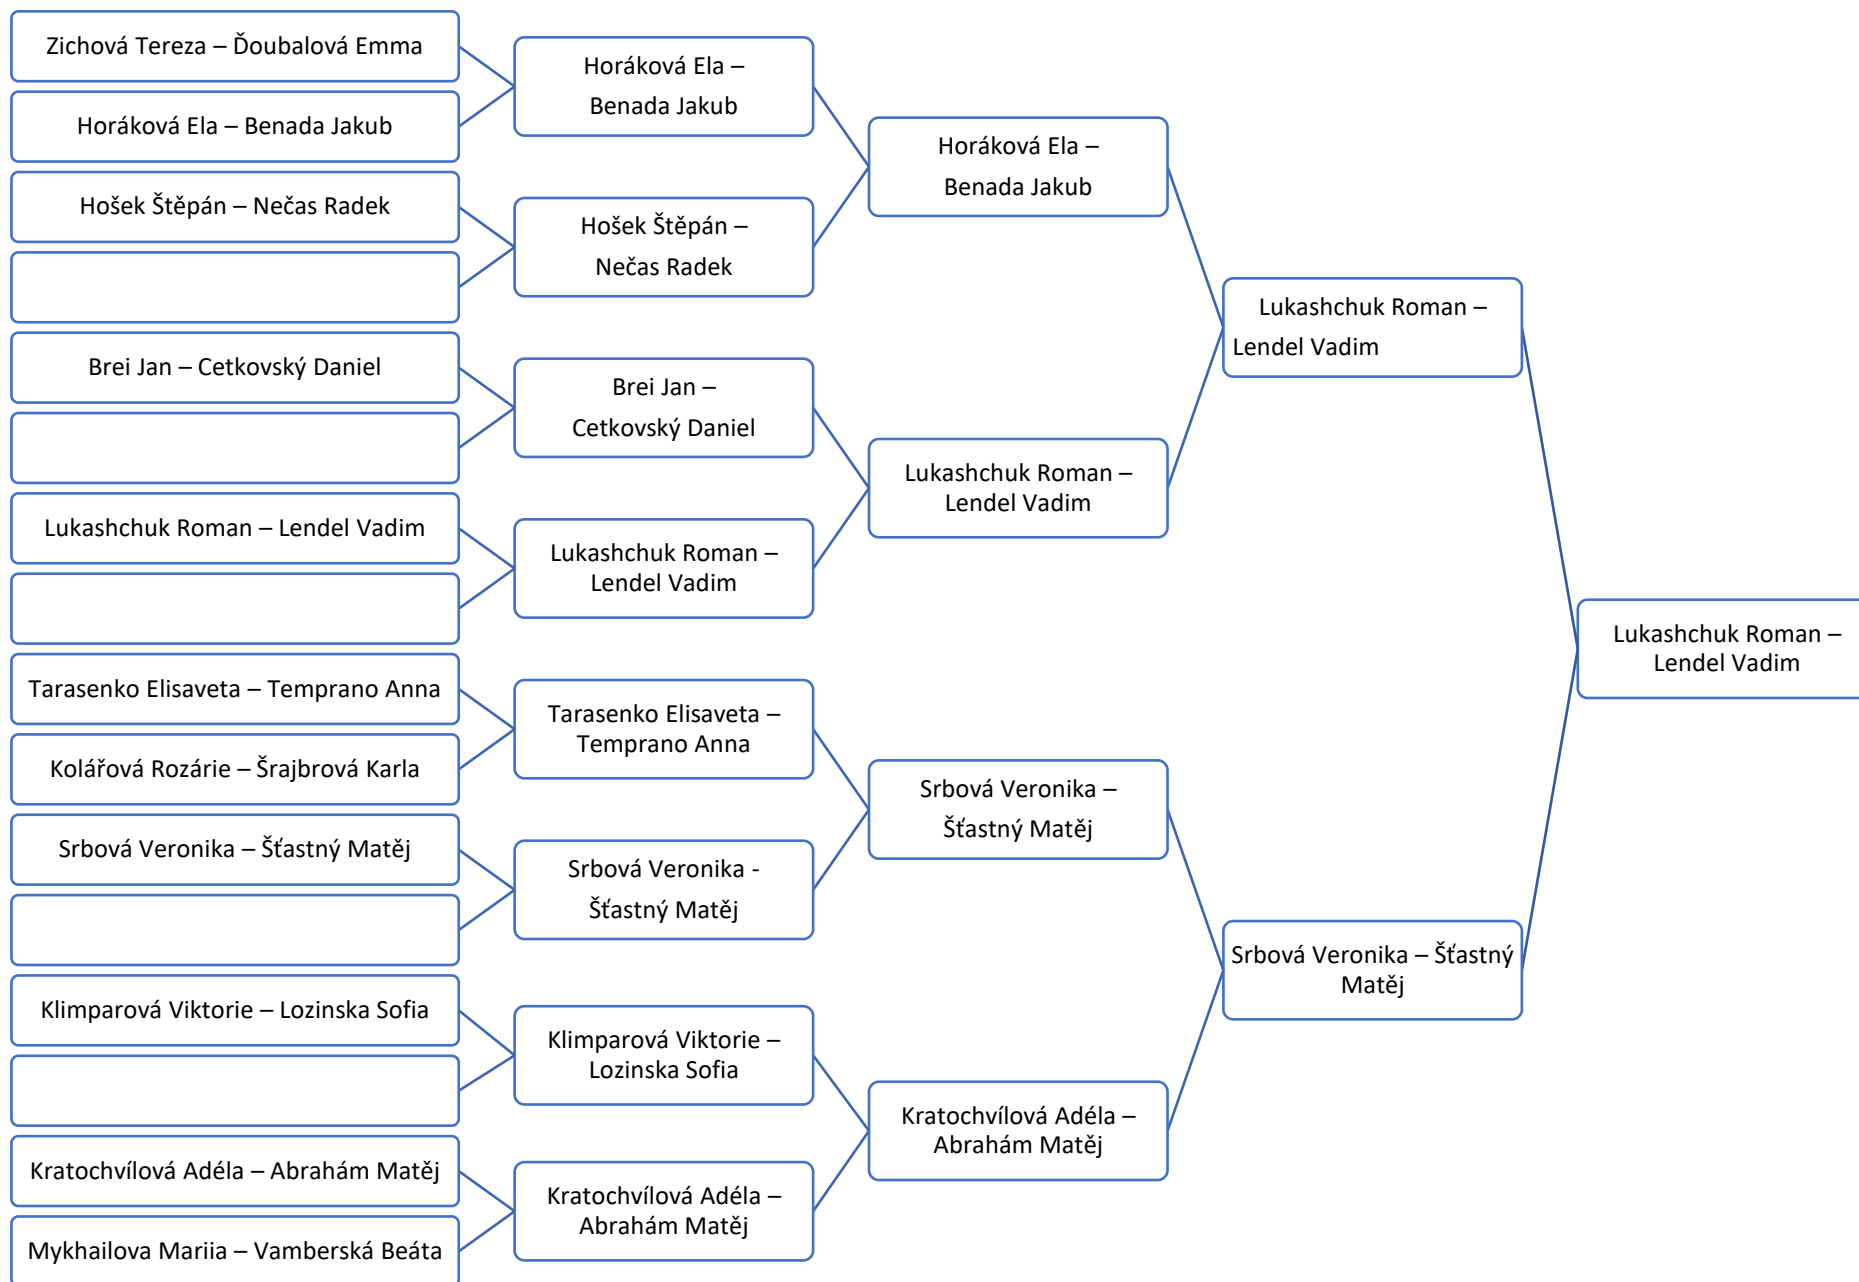 Zichová Tereza – Ďoubalová Emma
Horáková Ela – Benada Jakub
Hošek Štěpán – Nečas Radek
Brei Jan – Cetkovský Daniel
Lukashchuk Roman – Lendel Vadim
Tarasenko Elisaveta – Temprano Anna
Kolářová Rozárie – Šrajbrová Karla
Srbová Veronika – Šťastný Matěj
Klimparová Viktorie – Lozinska Sofia
Kratochvílová Adéla – Abrahám Matěj
Mykhailova Mariia – Vamberská Beáta
Horáková Ela –
Benada Jakub
Hošek Štěpán –
Nečas Radek
Brei Jan –
Cetkovský Daniel
Lukashchuk Roman –
Lendel Vadim
Tarasenko Elisaveta –
Temprano Anna
Srbová Veronika -
Šťastný Matěj
Klimparová Viktorie –
Lozinska Sofia
Kratochvílová Adéla –
Abrahám Matěj
Horáková Ela –
Benada Jakub
Lukashchuk Roman –
Lendel Vadim
Srbová Veronika –
Šťastný Matěj
Kratochvílová Adéla –
Abrahám Matěj
Lukashchuk Roman –
Lendel Vadim
Srbová Veronika – Šťastný
Matěj
Lukashchuk Roman –
Lendel Vadim